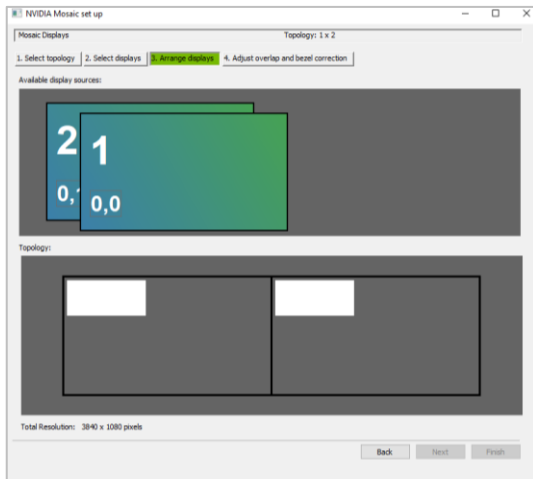 NVIDIA Mosaic set up
Mosaic Displays Topology: 1 x 2
1. Select topology 2. Select displays 3. Arrange displays 4. Adjust overlap and bezel correction
Available display sources:
2 1
0, 0,0
Topology:
Total Resolution: 3840 x 1080 pixels
Back Next Finish